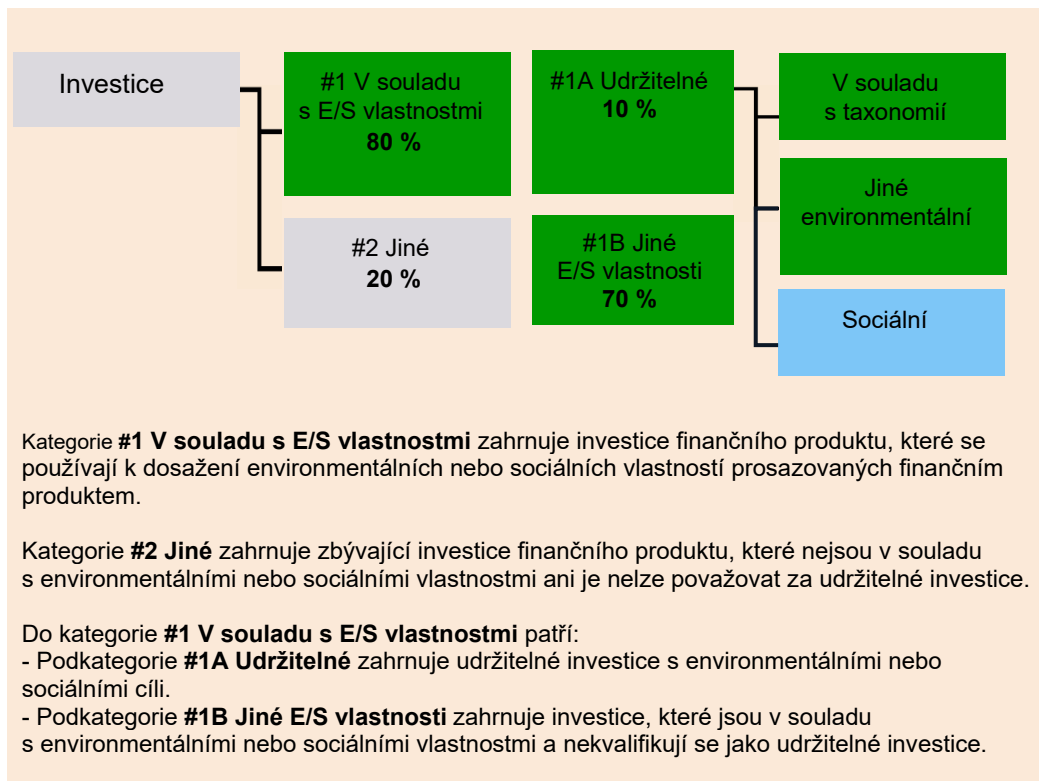 Investice
#1 V souladu
s E/S vlastnostmi
80 %
#2 Jiné
20 %
#1A Udržitelné
10 %
#1B Jiné
E/S vlastnosti
70 %
V souladu
s taxonomií
Jiné
environmentální
Sociální
Kategorie #1 V souladu s E/S vlastnostmi zahrnuje investice finančního produktu, které se
používají k dosažení environmentálních nebo sociálních vlastností prosazovaných finančním
produktem.
Kategorie #2 Jiné zahrnuje zbývající investice finančního produktu, které nejsou v souladu
s environmentálními nebo sociálními vlastnostmi ani je nelze považovat za udržitelné investice.
Do kategorie #1 V souladu s E/S vlastnostmi patří:
- Podkategorie #1A Udržitelné zahrnuje udržitelné investice s environmentálními nebo
sociálními cíli.
- Podkategorie #1B Jiné E/S vlastnosti zahrnuje investice, které jsou v souladu
s environmentálními nebo sociálními vlastnostmi a nekvalifikují se jako udržitelné investice.